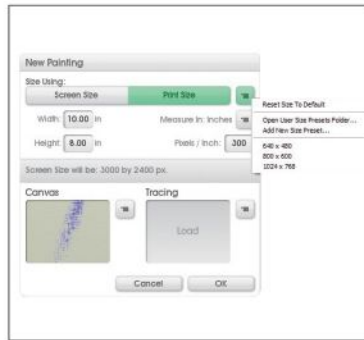 New Painting
Size Using:
Screen Size Print Size
Reset Size To Default
Width: 10.00 in Measure in: Inches
Open User Size Presets Folder...
Add New Size Preset...
Height: 8.00 in Pixels / Inch: 300
640 x 480
800 x 600
1024 x 768
Screen Size will be: 3000 by 2400 px.
Canvas Tracing
Load
Cancel OK